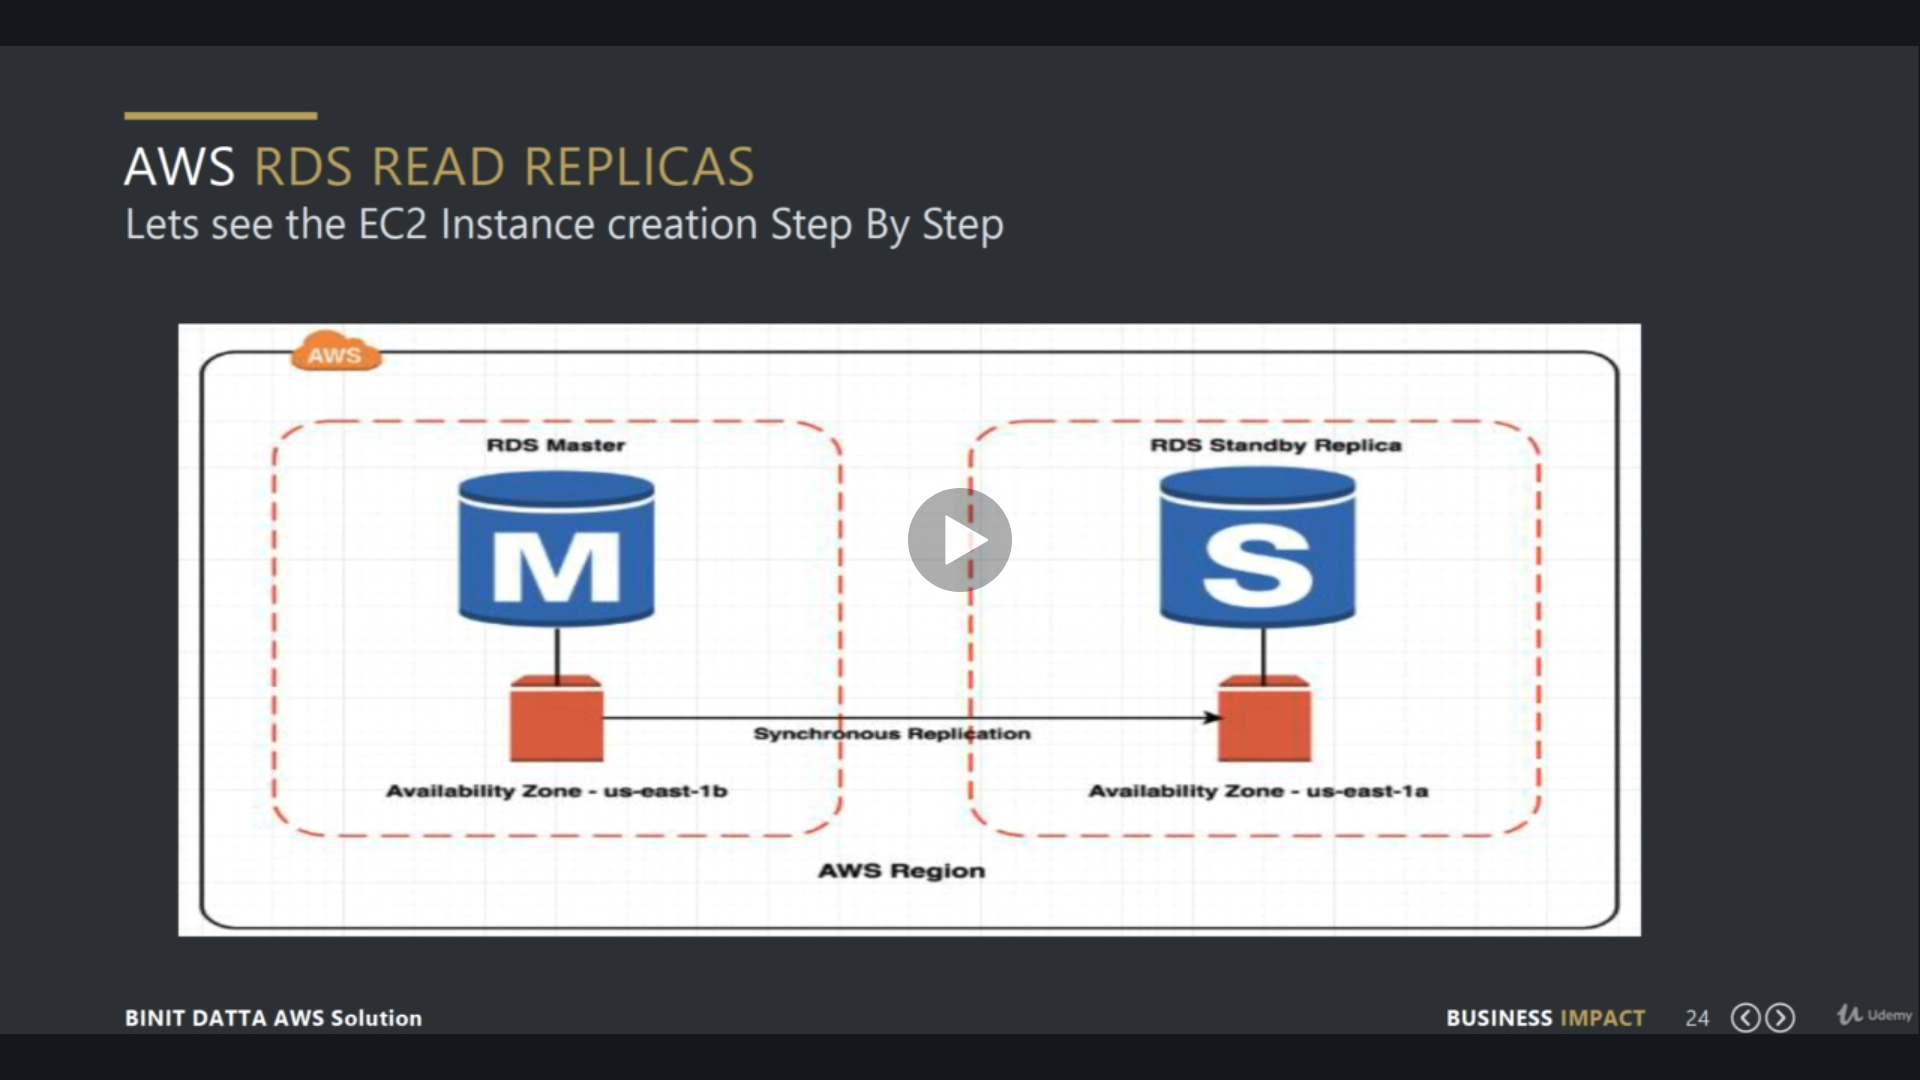 AWS RDS READ REPLICAS
Lets see the EC2 Instance creation Step By Step
AWS
RDS Master
RDS Standby Replica
M
S
Synchronous Replication
Availability Zone - us-east-1b
Availability Zone - us-east-1a
AWS Region
BINIT DATTA AWS Solution
BUSINESS IMPACT
24
Udemy